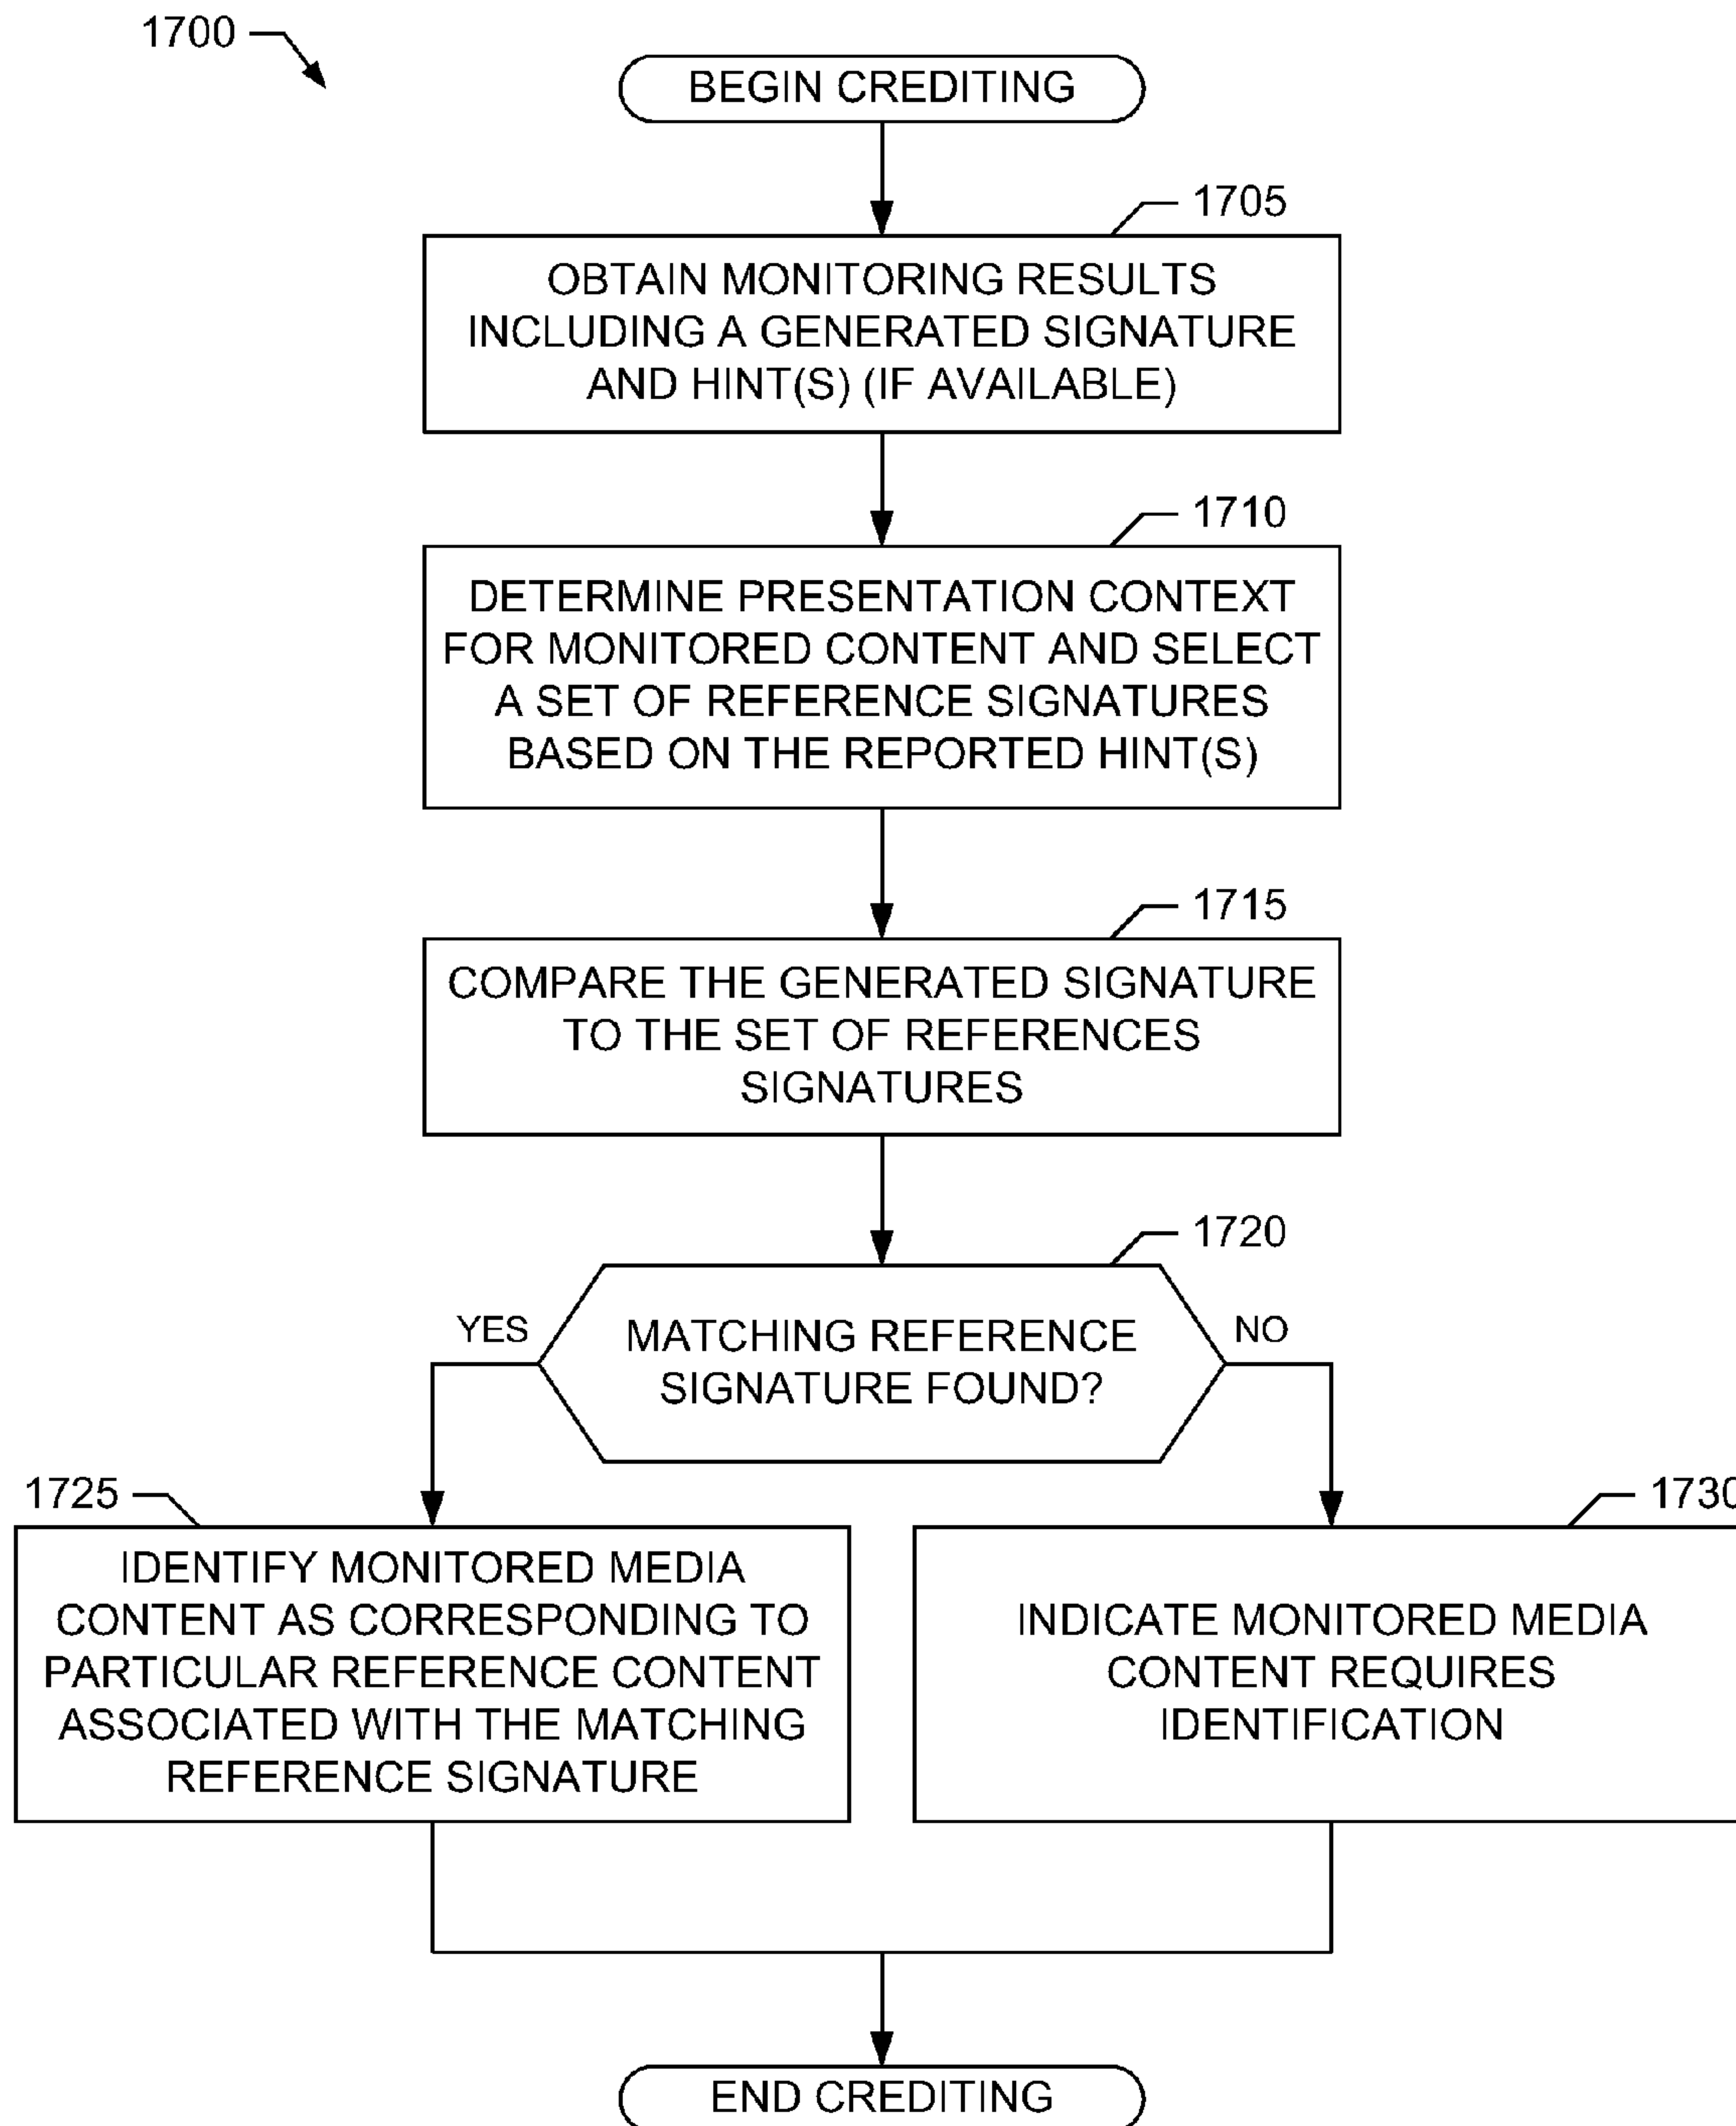 1700
BEGIN CREDITING
1705
OBTAIN MONITORING RESULTS
INCLUDING A GENERATED SIGNATURE
AND HINT(S) (IF AVAILABLE)
1710
DETERMINE PRESENTATION CONTEXT
FOR MONITORED CONTENT AND SELECT
A SET OF REFERENCE SIGNATURES
BASED ON THE REPORTED HINT(S)
1715
COMPARE THE GENERATED SIGNATURE
TO THE SET OF REFERENCES
SIGNATURES
1720
YES
MATCHING REFERENCE
SIGNATURE FOUND?
NO
1725
IDENTIFY MONITORED MEDIA
CONTENT AS CORRESPONDING TO
PARTICULAR REFERENCE CONTENT
ASSOCIATED WITH THE MATCHING
REFERENCE SIGNATURE
1730
INDICATE MONITORED MEDIA
CONTENT REQUIRES
IDENTIFICATION
END CREDITING